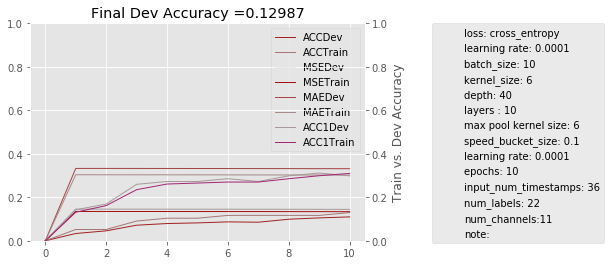 Final Dev Accuracy =0.12987
1.0
0.8
0.6
0.4
0.2
0.0
0
2
4
6
8
10
ACCDev
ACCTrain
MSEDev
MSETrain
MAEDev
MAETrain
ACC1Dev
ACC1Train
1.0
0.8
0.6
0.4
0.2
0.0
Train vs. Dev Accuracy
loss: cross_entropy
learning rate: 0.0001
batch_size: 10
kernel_size: 6
depth: 40
layers : 10
max pool kernel size: 6
speed_bucket_size: 0.1
learning rate: 0.0001
epochs: 10
input_num_timestamps: 36
num_labels: 22
num_channels:11
note: